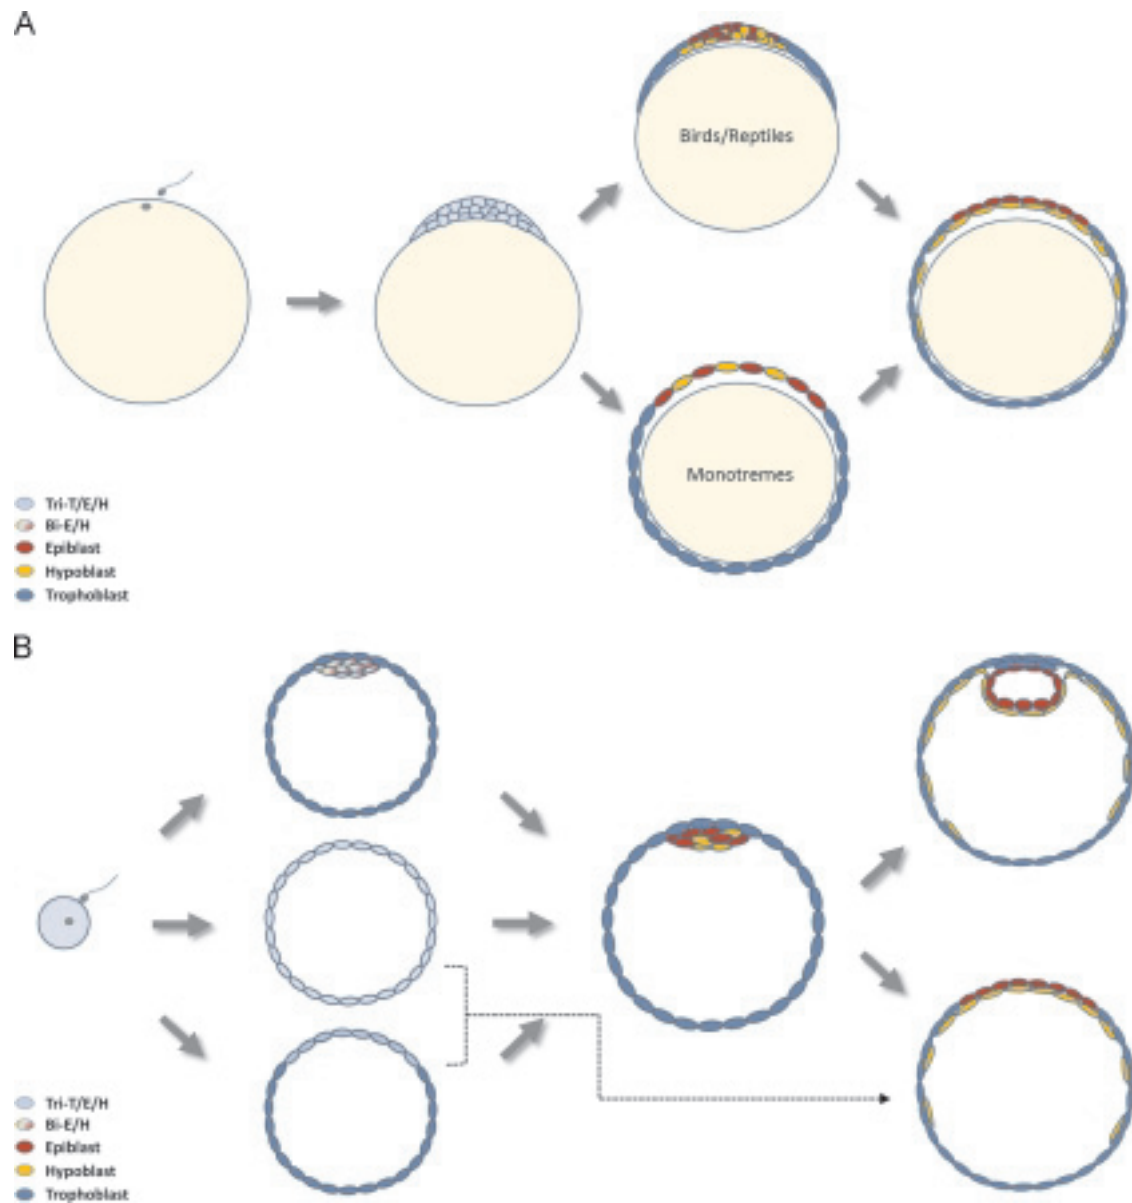 A
Birds/Reptiles
Monotremes
Tri-T/E/H
Bi-E/H
Epiblast
Hypoblast
Trophoblast
B
Tri-T/E/H
Bi-E/H
Epiblast
Hypoblast
Trophoblast